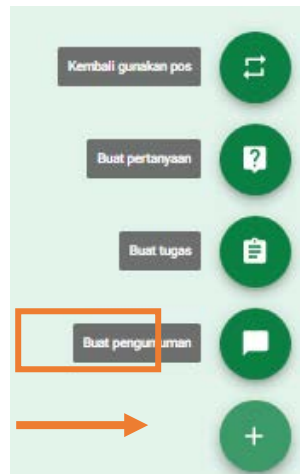 Kembali gunakan pos
Buat pertanyaan
Buat tugas
Buat pengumuman